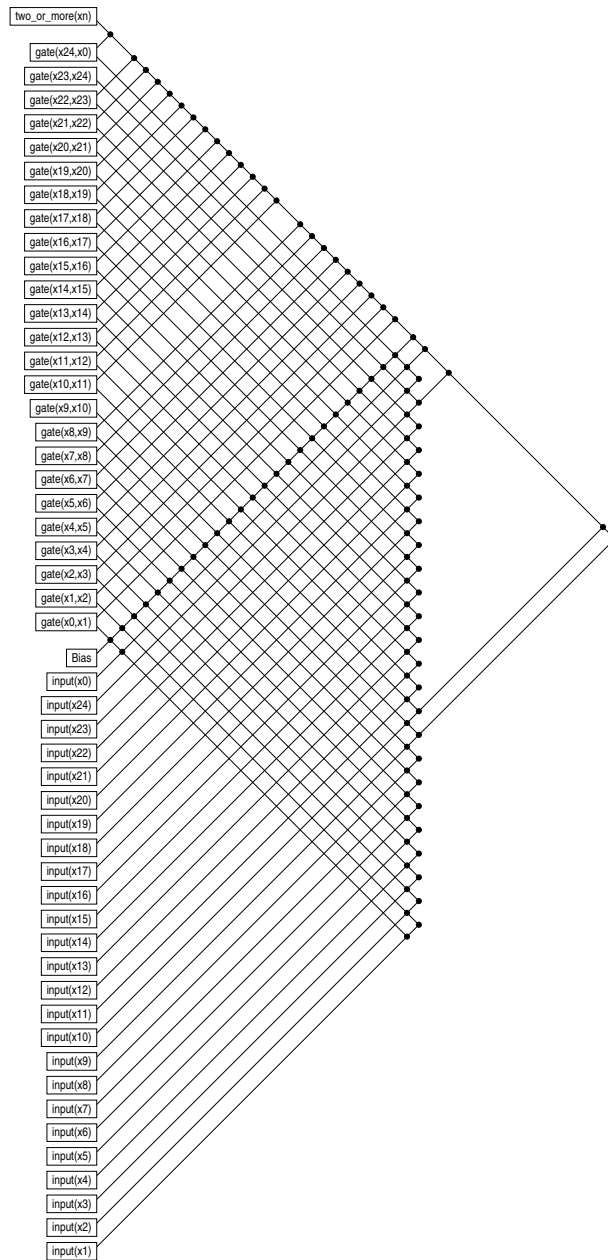 two_or_more(xn)
gate(x24,x0)
gate(x23,x24)
gate(x22,x23)
gate(x21,x22)
gate(x20,x21)
gate(x19,x20)
gate(x18,x19)
gate(x17,x18)
gate(x16,x17)
gate(x15,x16)
gate(x14,x15)
gate(x13,x14)
gate(x12,x13)
gate(x11,x12)
gate(x10,x11)
gate(x9,x10)
gate(x8,x9)
gate(x7,x8)
gate(x6,x7)
gate(x5,x6)
gate(x4,x5)
gate(x3,x4)
gate(x2,x3)
gate(x1,x2)
gate(x0,x1)
Bias
input(x0)
input(x24)
input(x23)
input(x22)
input(x21)
input(x20)
input(x19)
input(x18)
input(x17)
input(x16)
input(x15)
input(x14)
input(x13)
input(x12)
input(x11)
input(x10)
input(x9)
input(x8)
input(x7)
input(x6)
input(x5)
input(x4)
input(x3)
input(x2)
input(x1)